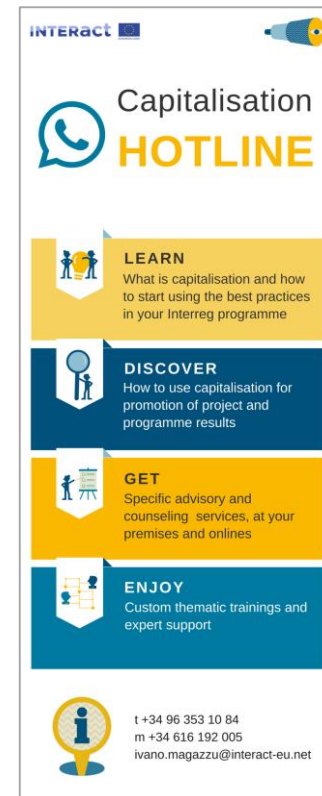 INTERact
Capitalisation
HOTLINE
LEARN
What is capitalisation and how
to start using the best practices
in your Interreg programme
DISCOVER
How to use capitalisation for
promotion of project and
programme results
GET
Specific advisory and
counseling services, at your
premises and onlines
ENJOY
Custom thematic trainings and
expert support
i
t +34 96 353 10 84
m +34 616 192 005
ivano.magazzu@interact-eu.net